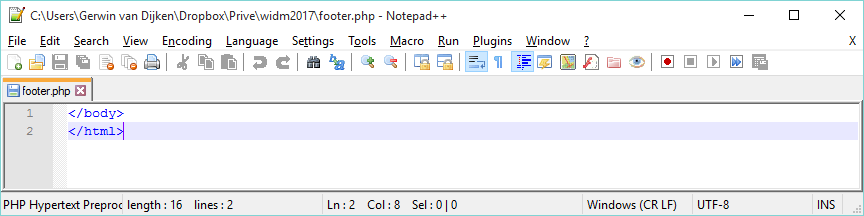 C:\Users\Gerwin van Dijken\Dropbox\Prive\widm2017\footer.php - Notepad++
File Edit Search View Encoding Language Settings Tools Macro Run Plugins Window ? X
footer.php
1 </body>
2 </html>
PHP Hypertext Preproc length : 16 lines : 2 Ln : 2 Col : 8 Sel : 0 | 0 Windows (CR LF) UTF-8 INS